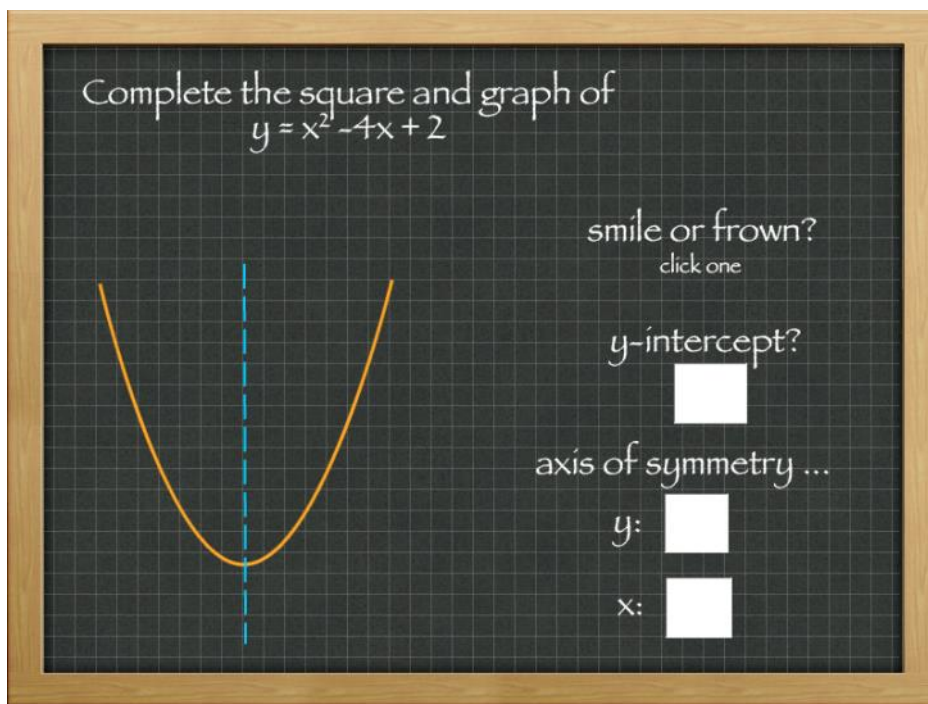 Complete the square and graph of
y = x² -4x + 2
smile or frown?
click one
y-intercept?
axis of symmetry ...
y:
x: